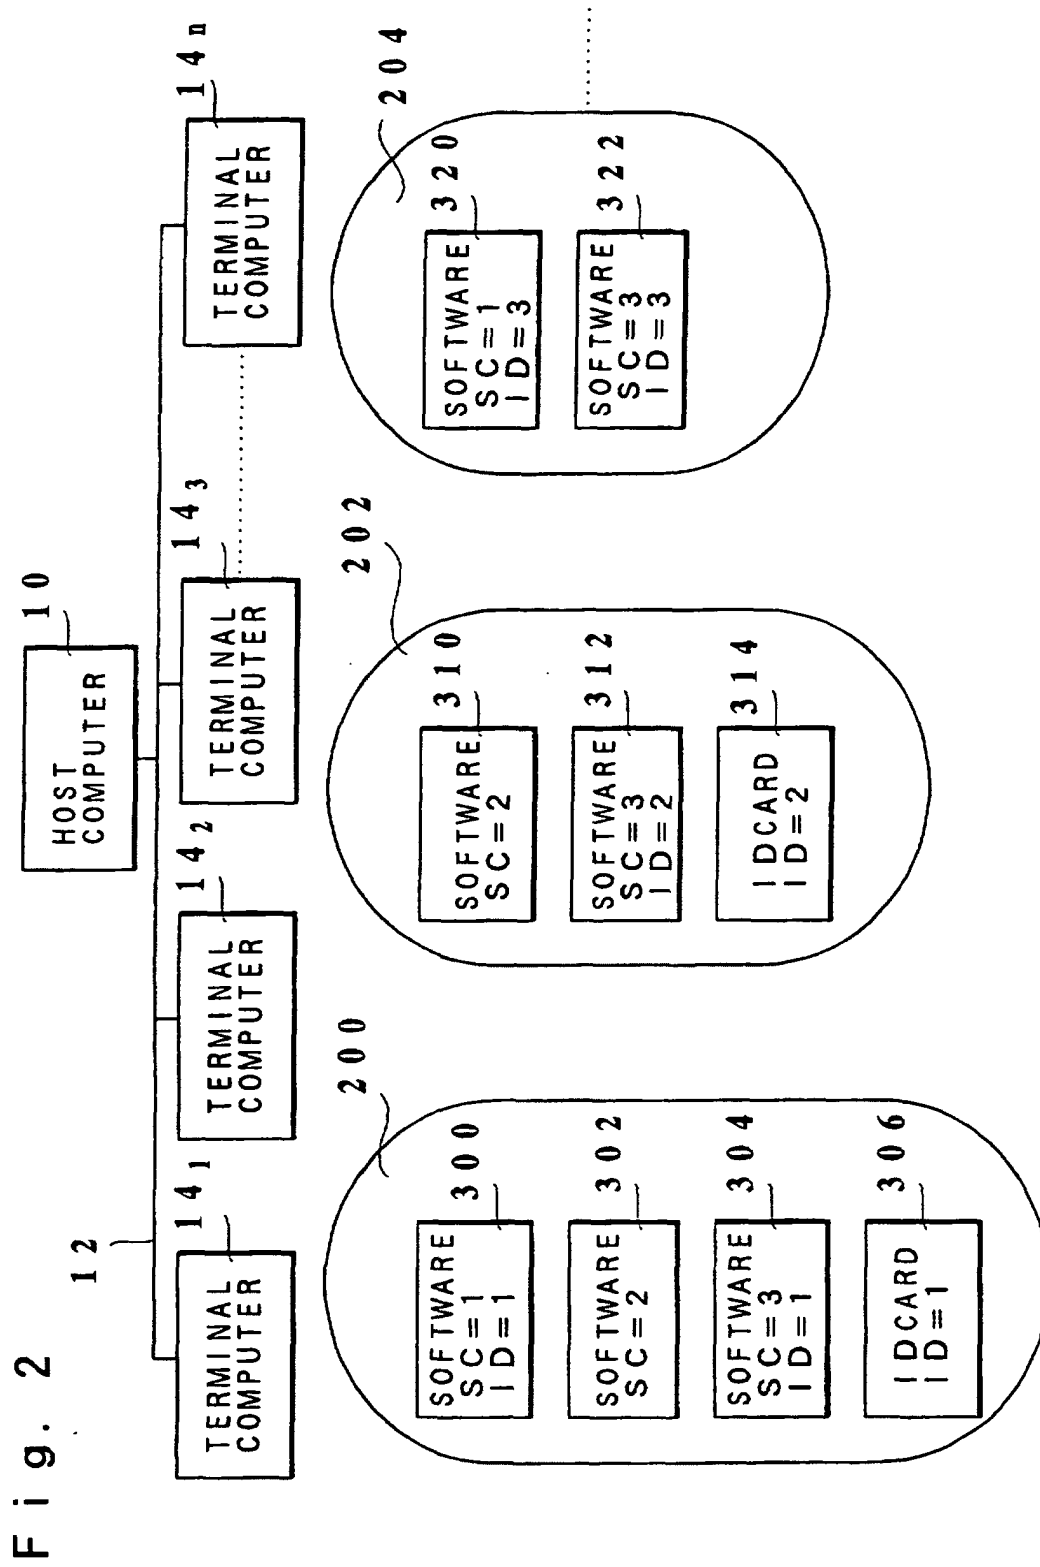 Fig. 2
HOST
COMPUTER
10
12
TERMINAL
COMPUTER
14₁
TERMINAL
COMPUTER
14₂
TERMINAL
COMPUTER
14₃
TERMINAL
COMPUTER
14n
200
SOFTWARE
SC=1
ID=1
300
SOFTWARE
SC=2
302
SOFTWARE
SC=3
ID=1
304
IDCARD
ID=1
306
202
SOFTWARE
SC=2
310
SOFTWARE
SC=3
ID=2
312
IDCARD
ID=2
314
204
SOFTWARE
SC=1
ID=3
320
SOFTWARE
SC=3
ID=3
322